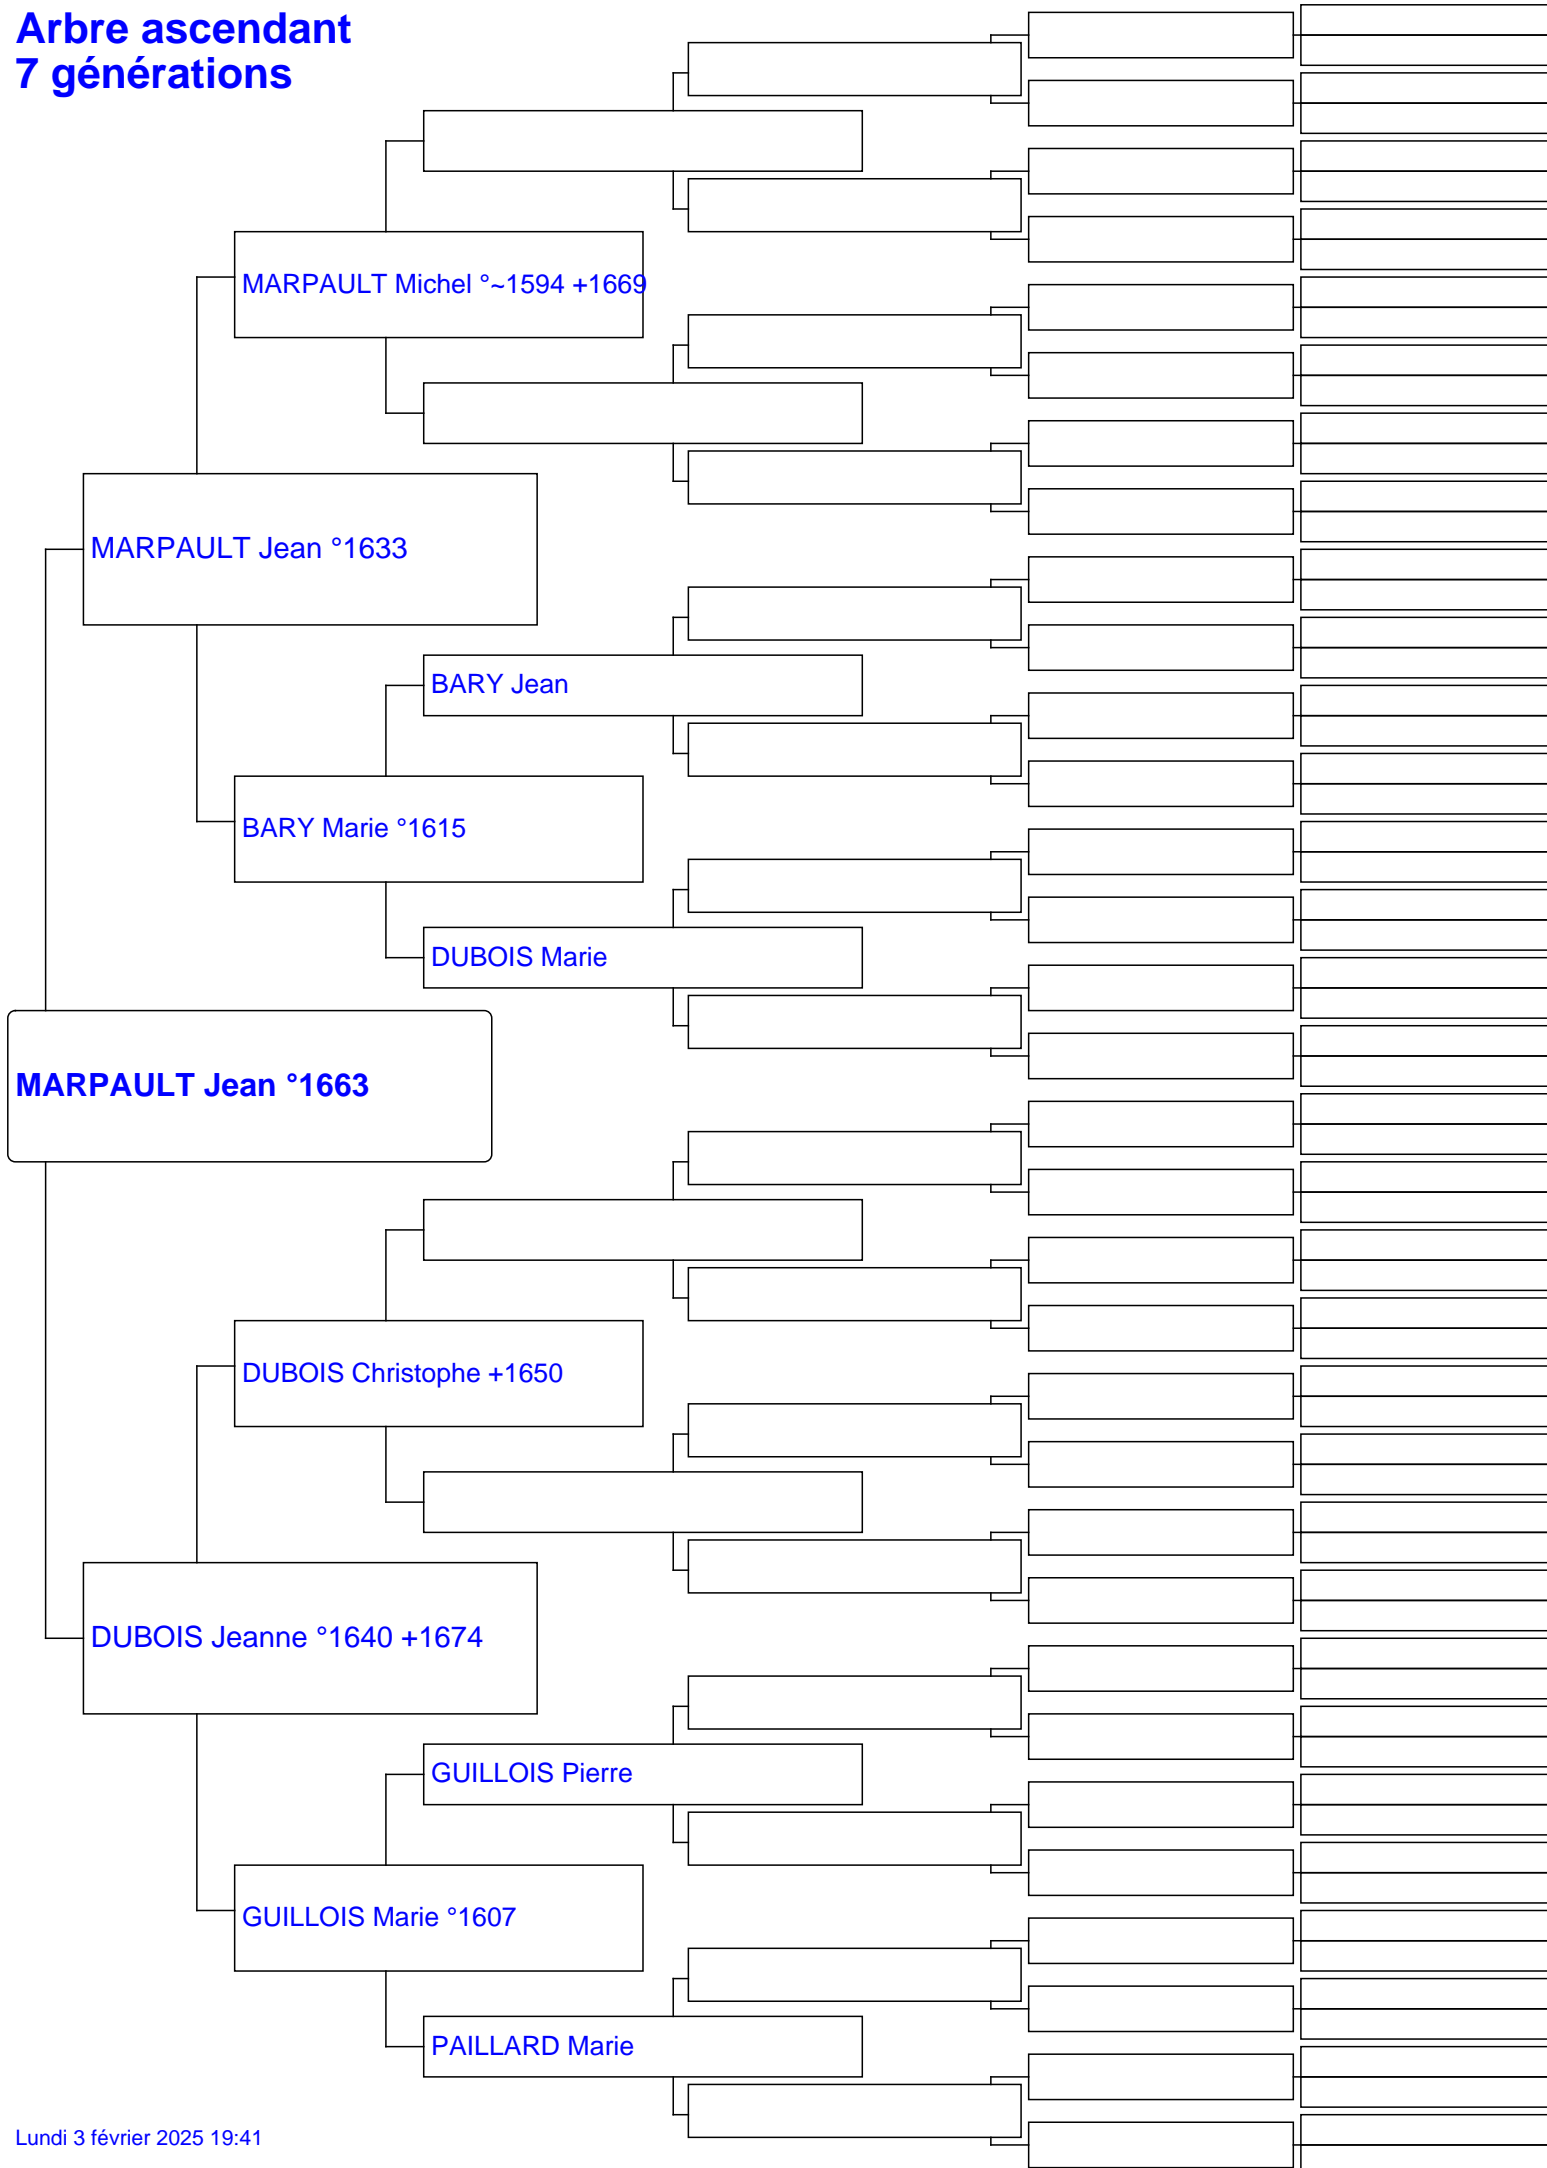 Arbre ascendant
7 générations
MARPAULT Michel °~1594 +1669
MARPAULT Jean °1633
BARY Jean
BARY Marie °1615
DUBOIS Marie
MARPAULT Jean °1663
DUBOIS Christophe +1650
DUBOIS Jeanne °1640 +1674
GUILLOIS Pierre
GUILLOIS Marie °1607
PAILLARD Marie
Lundi 3 février 2025 19:41